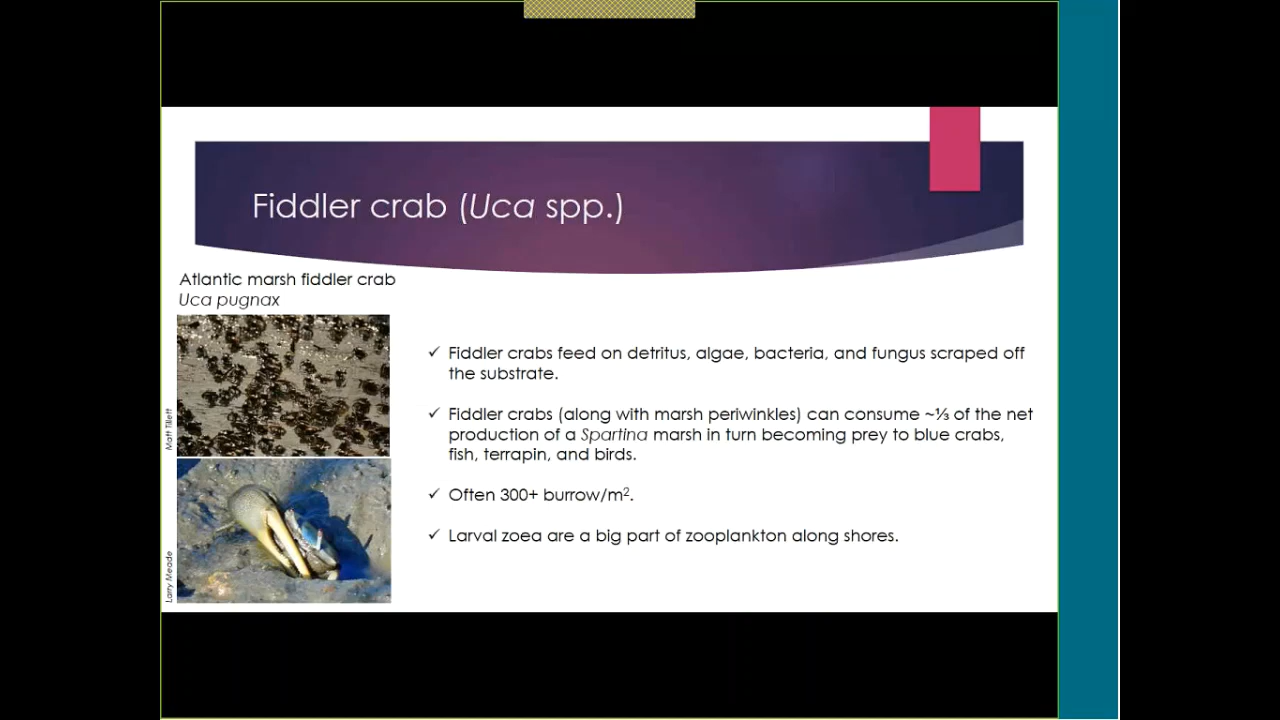 Fiddler crab (Uca spp.)
Atlantic marsh fiddler crab
Uca pugnax
Matt Tillett
Larry Meade
✓ Fiddler crabs feed on detritus, algae, bacteria, and fungus scraped off
the substrate.
✓ Fiddler crabs (along with marsh periwinkles) can consume ~⅓ of the net
production of a Spartina marsh in turn becoming prey to blue crabs,
fish, terrapin, and birds.
✓ Often 300+ burrow/m².
✓ Larval zoea are a big part of zooplankton along shores.